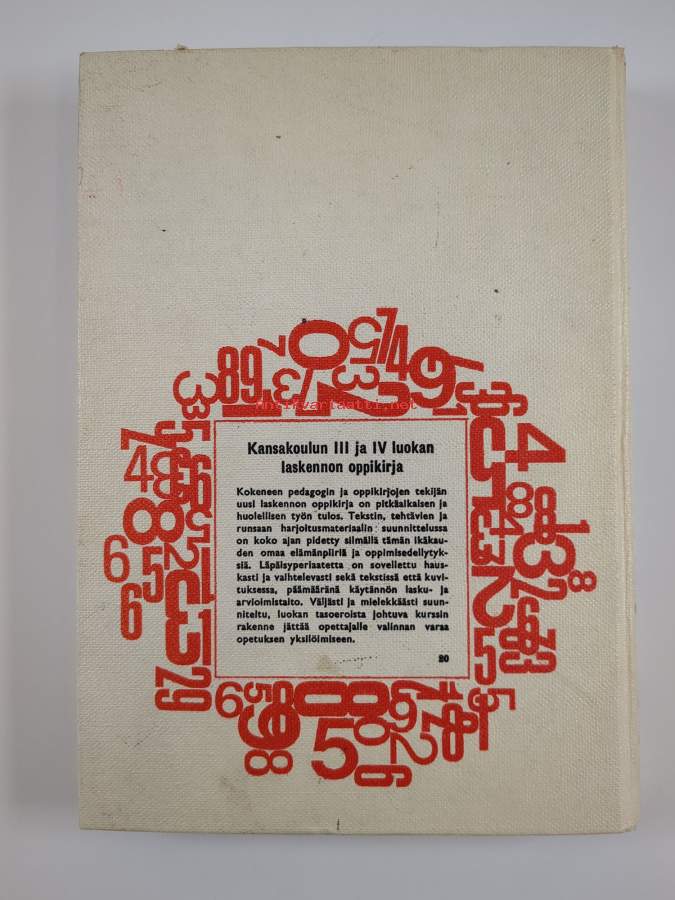 antikvariaatti.net
Kansakoulun III ja IV luokan
laskennon oppikirja
Kokeneen pedagogin ja oppikirjojen tekijän
uusi laskennon oppikirja on pitkäaikaisen ja
huolellisen työn tulos. Tekstin, tehtävien ja
runsaan harjoitusmateriaalin suunnittelussa
on koko ajan pidetty silmällä tämän ikäkau-
den omaa elämänpiiriä ja oppimisedellytyk-
siä. Läpäisyperiaatetta on sovellettu haus-
kasti ja vaihtelevasti sekä tekstissä että kuvi-
tuksessa, päämääränä käytännön lasku- ja
arvioimistaito. Väljästi ja mielekkäästi suun-
niteltu, luokan tasoeroista johtuva kurssin
rakenne jättää opettajalle valinnan varaa
opetuksen yksilöimiseen.
20